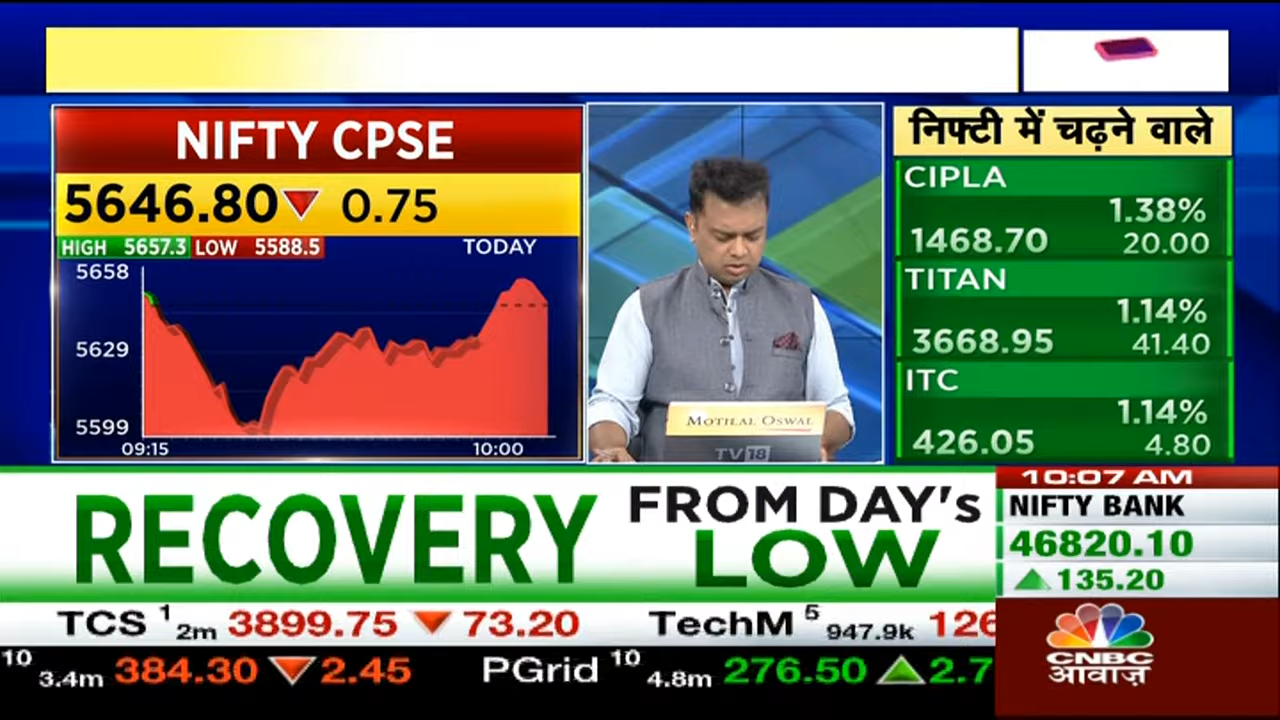 NIFTY CPSE
5646.80 ▼ 0.75
HIGH 5657.3 LOW 5588.5 TODAY
5658
5629
5599
09:15 10:00
MOTILAL OSWAL
TV18
निफ्टी में चढ़ने वाले
CIPLA
1.38%
1468.70 20.00
TITAN
1.14%
3668.95 41.40
ITC
1.14%
426.05 4.80
RECOVERY
FROM DAY's
LOW
10:07 AM
NIFTY BANK
46820.10
▲ 135.20
TCS 1 2m 3899.75 ▼ 73.20 TechM 5 947.9k 126
10 3.4m 384.30 ▼ 2.45 PGrid 10 4.8m 276.50 ▲ 2.7
CNBC
आवाज़